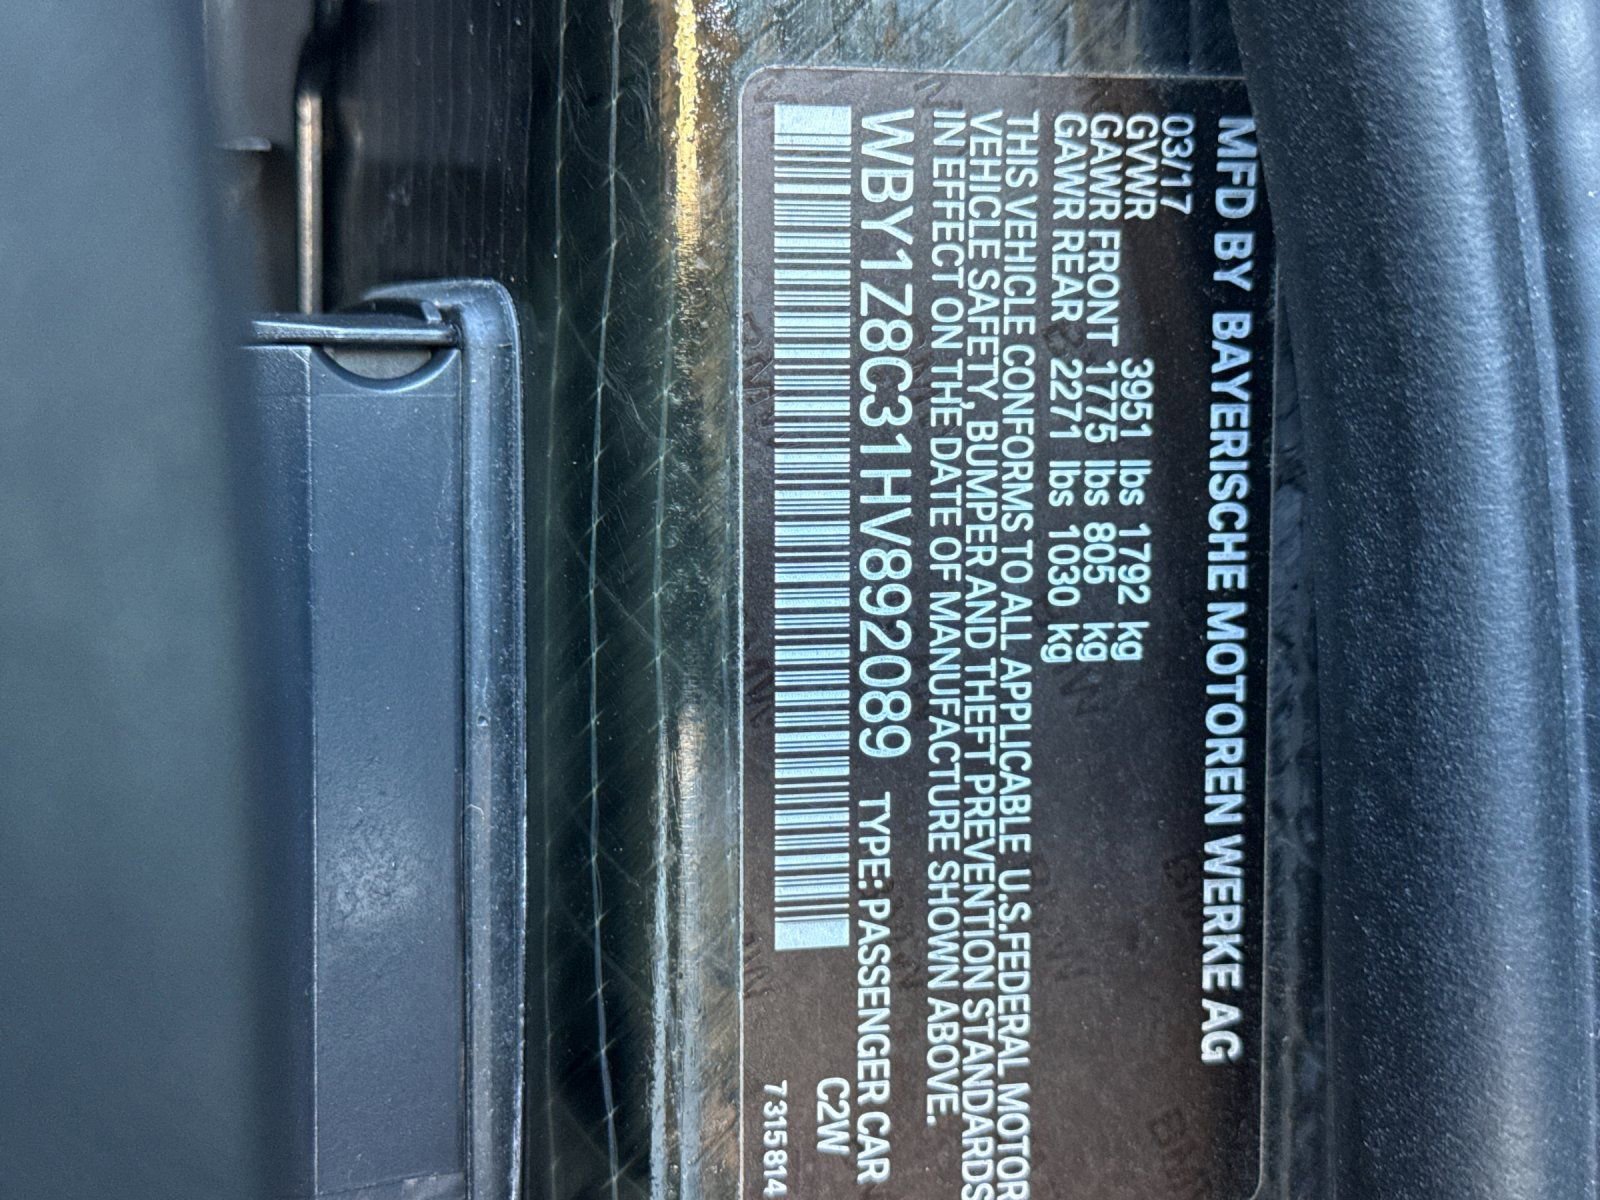 MFD BY BAYERISCHE MOTOREN WERKE AG
03/17
GVWR 3951 lbs 1792 kg
GAWR FRONT 1775 lbs 805 kg
GAWR REAR 2271 lbs 1030 kg
THIS VEHICLE CONFORMS TO ALL APPLICABLE U.S.FEDERAL MOTOR
VEHICLE SAFETY, BUMPER AND THEFT PREVENTION STANDARDS
IN EFFECT ON THE DATE OF MANUFACTURE SHOWN ABOVE.
WBY1Z8C31HV892089 TYPE: PASSENGER CAR
C2W
7315814